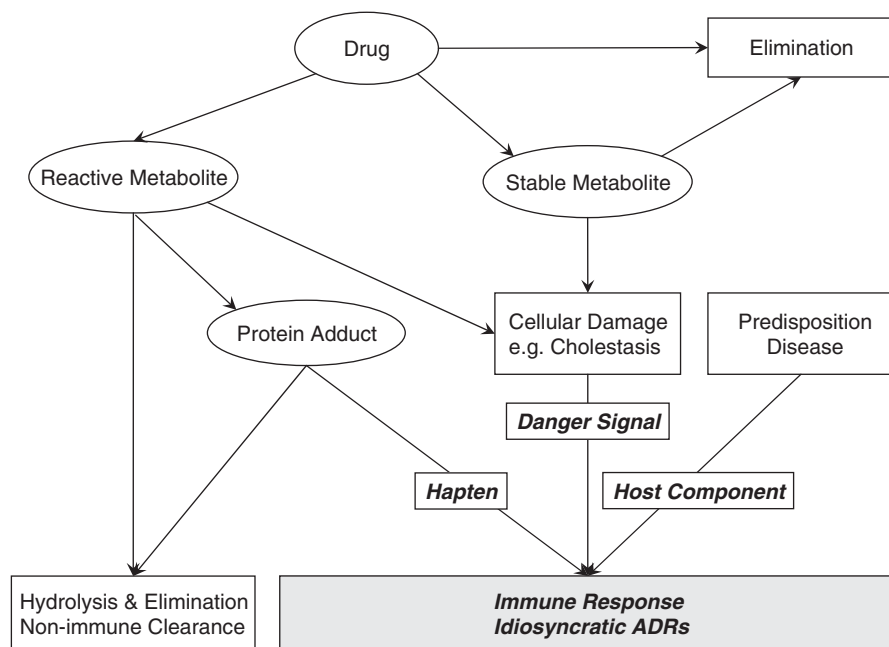 Drug
Elimination
Reactive Metabolite
Stable Metabolite
Protein Adduct
Cellular Damage
e.g. Cholestasis
Predisposition
Disease
Danger Signal
Hapten
Host Component
Hydrolysis & Elimination
Non-immune Clearance
Immune Response
Idiosyncratic ADRs